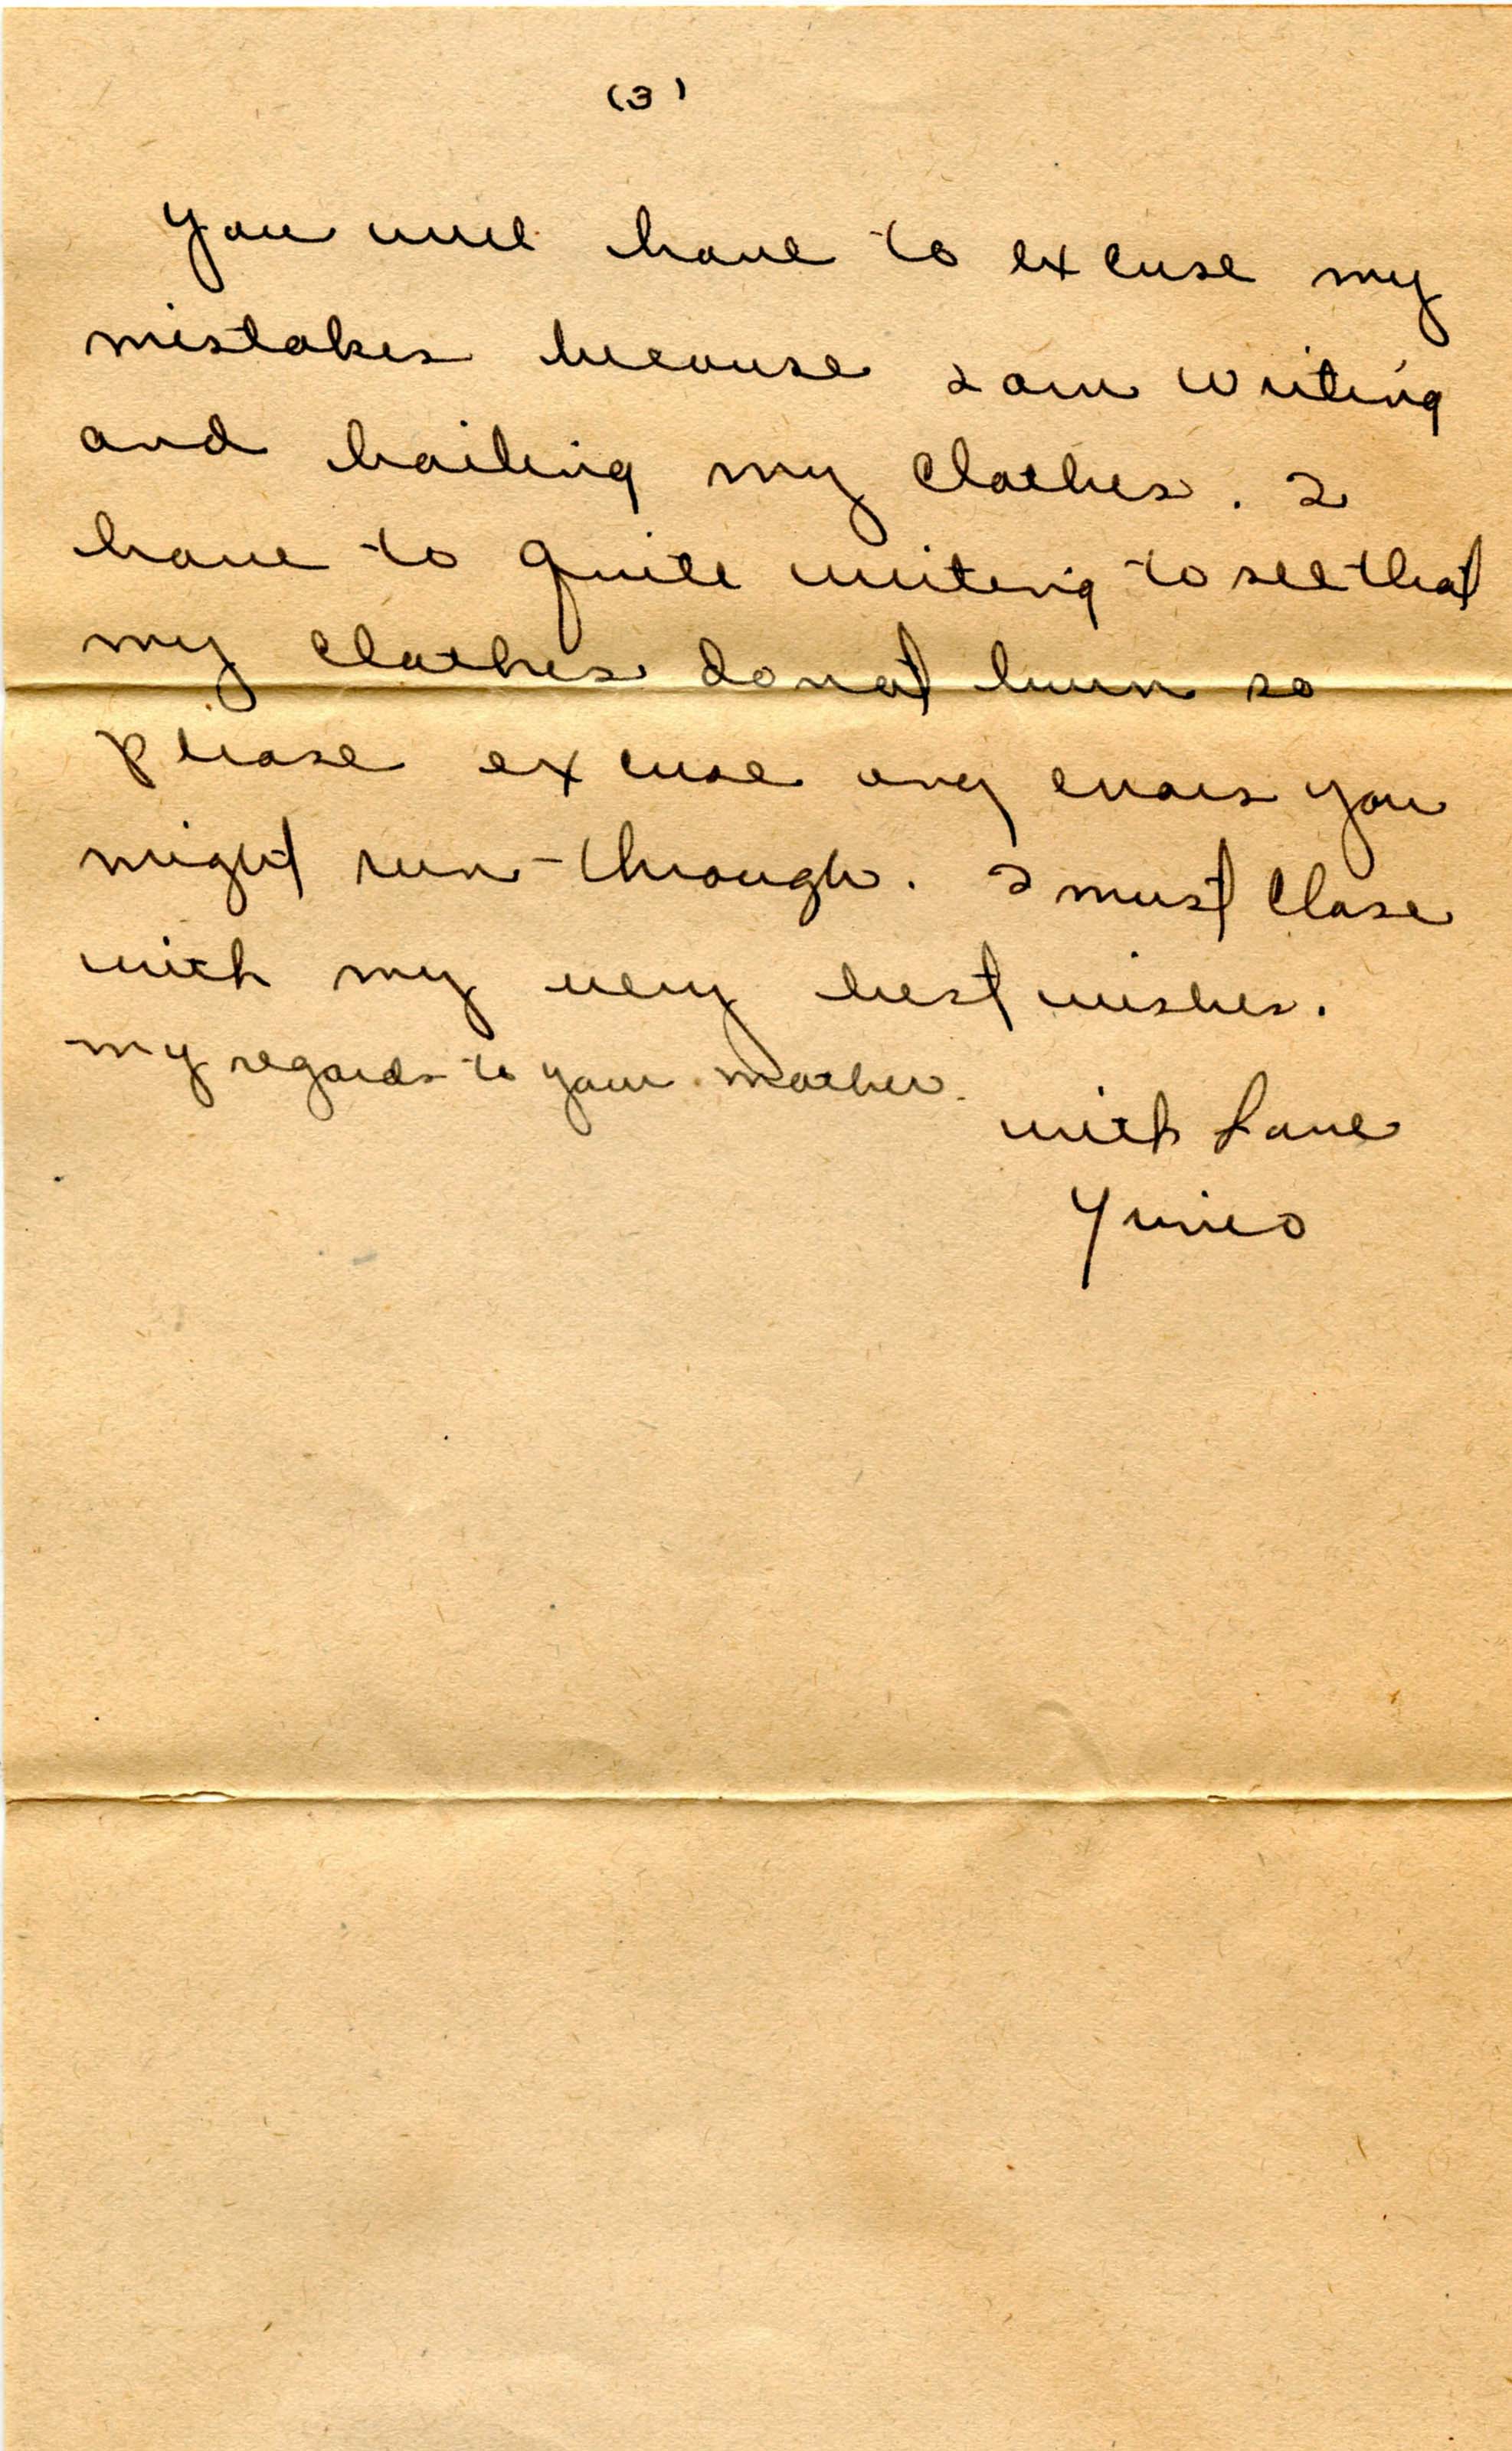 (3)
You will have to excuse my
mistakes because I am writing
and boiling my clothes. I
have to quite writing to see that
my clothes do not burn so
please excuse any errors you
might run through. I must close
with my very best wishes.
My regards to your mother.
With Love